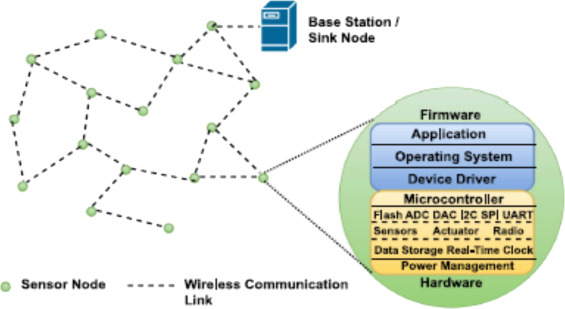 Base Station /
Sink Node
Firmware
Application
Operating System
Device Driver
Microcontroller
Flash ADC DAC I2C SPI UART
Sensors Actuator Radio
Data Storage Real-Time Clock
Power Management
Hardware
Sensor Node
Wireless Communication
Link